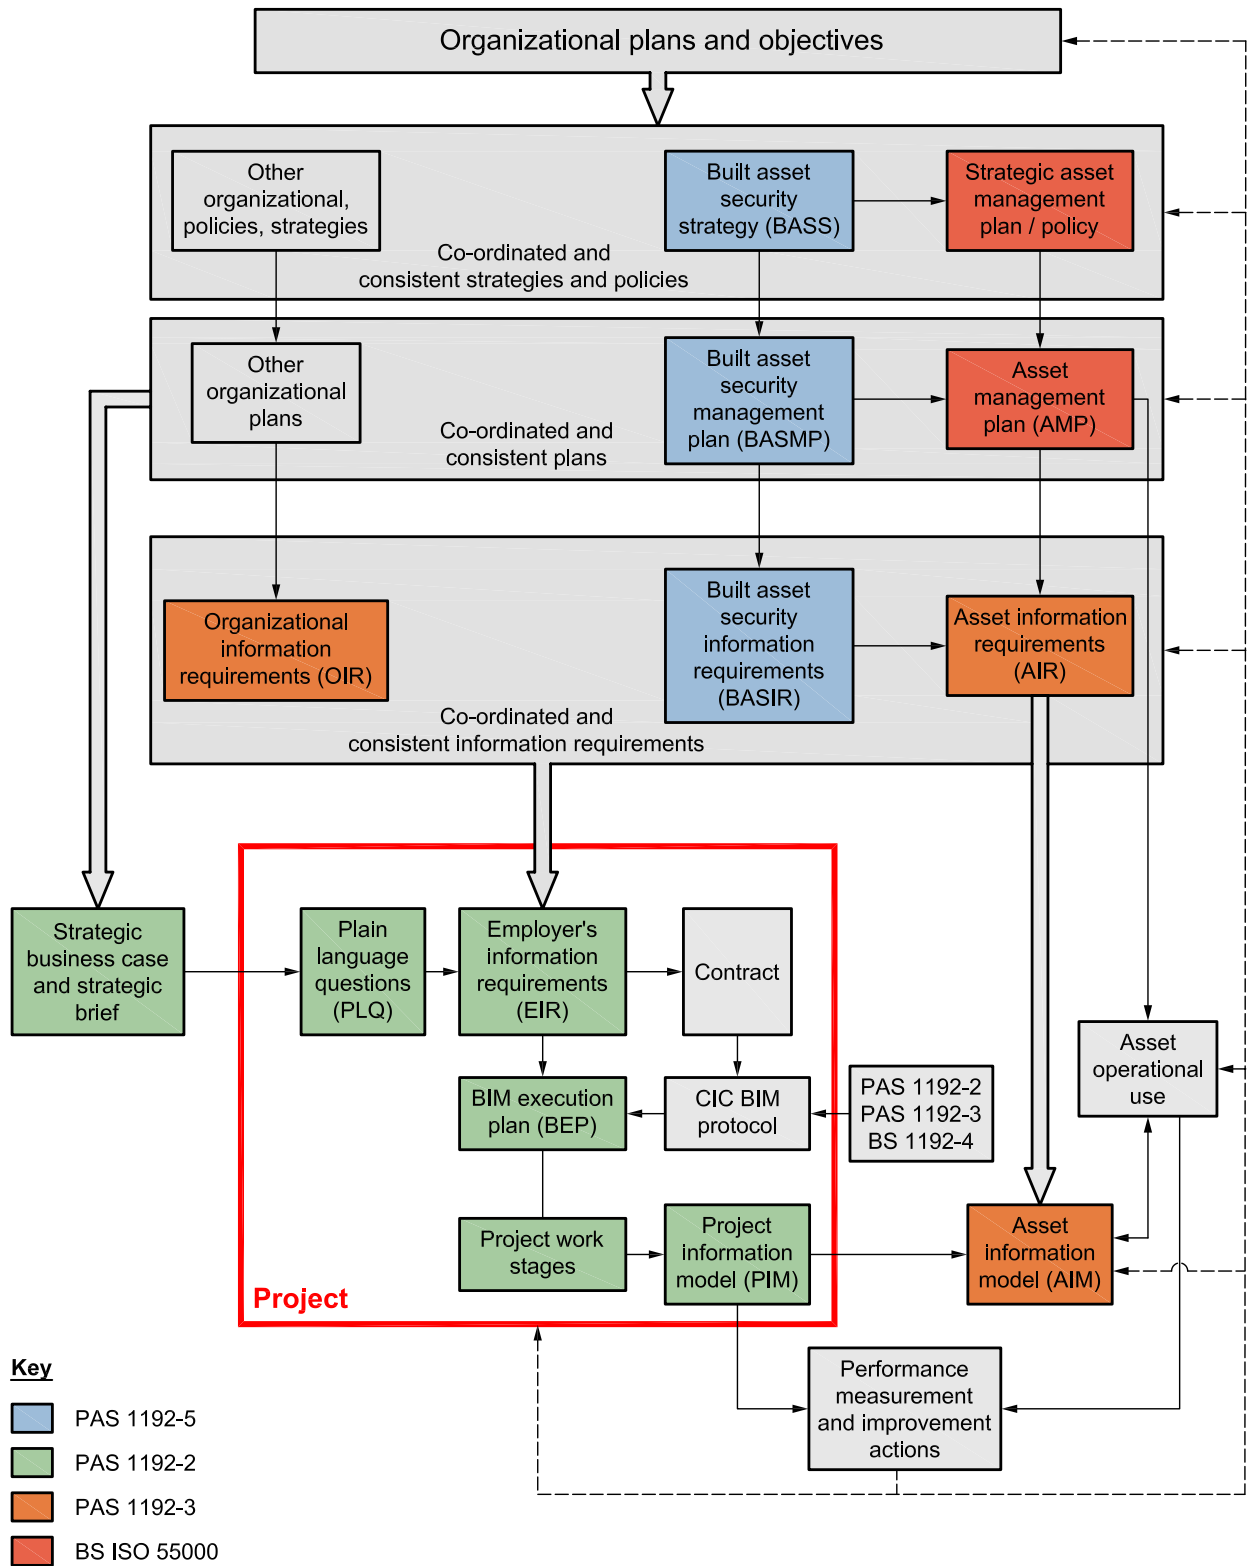 Organizational plans and objectives
Other
organizational,
policies, strategies
Built asset
security
strategy (BASS)
Strategic asset
management
plan / policy
Co-ordinated and
consistent strategies and policies
Other
organizational
plans
Built asset
security
management
plan (BASMP)
Asset
management
plan (AMP)
Co-ordinated and
consistent plans
Organizational
information
requirements (OIR)
Built asset
security
information
requirements
(BASIR)
Asset information
requirements
(AIR)
Co-ordinated and
consistent information requirements
Strategic
business case
and strategic
brief
Plain
language
questions
(PLQ)
Employer's
information
requirements
(EIR)
Contract
Asset
operational
use
BIM execution
plan (BEP)
CIC BIM
protocol
PAS 1192-2
PAS 1192-3
BS 1192-4
Project work
stages
Project
information
model (PIM)
Asset
information
model (AIM)
Project
Performance
measurement
and improvement
actions
Key
PAS 1192-5
PAS 1192-2
PAS 1192-3
BS ISO 55000